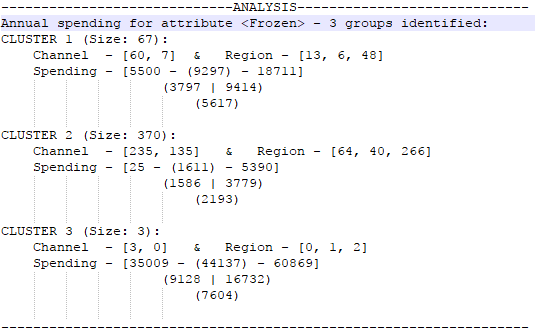 -----------------------------ANALYSIS-----------------------------
Annual spending for attribute <Frozen> - 3 groups identified:
CLUSTER 1 (Size: 67):
Channel - [60, 7] & Region - [13, 6, 48]
Spending - [5500 - (9297) - 18711]
(3797 | 9414)
(5617)
CLUSTER 2 (Size: 370):
Channel - [235, 135] & Region - [64, 40, 266]
Spending - [25 - (1611) - 5390]
(1586 | 3779)
(2193)
CLUSTER 3 (Size: 3):
Channel - [3, 0] & Region - [0, 1, 2]
Spending - [35009 - (44137) - 60869]
(9128 | 16732)
(7604)
------------------------------------------------------------------